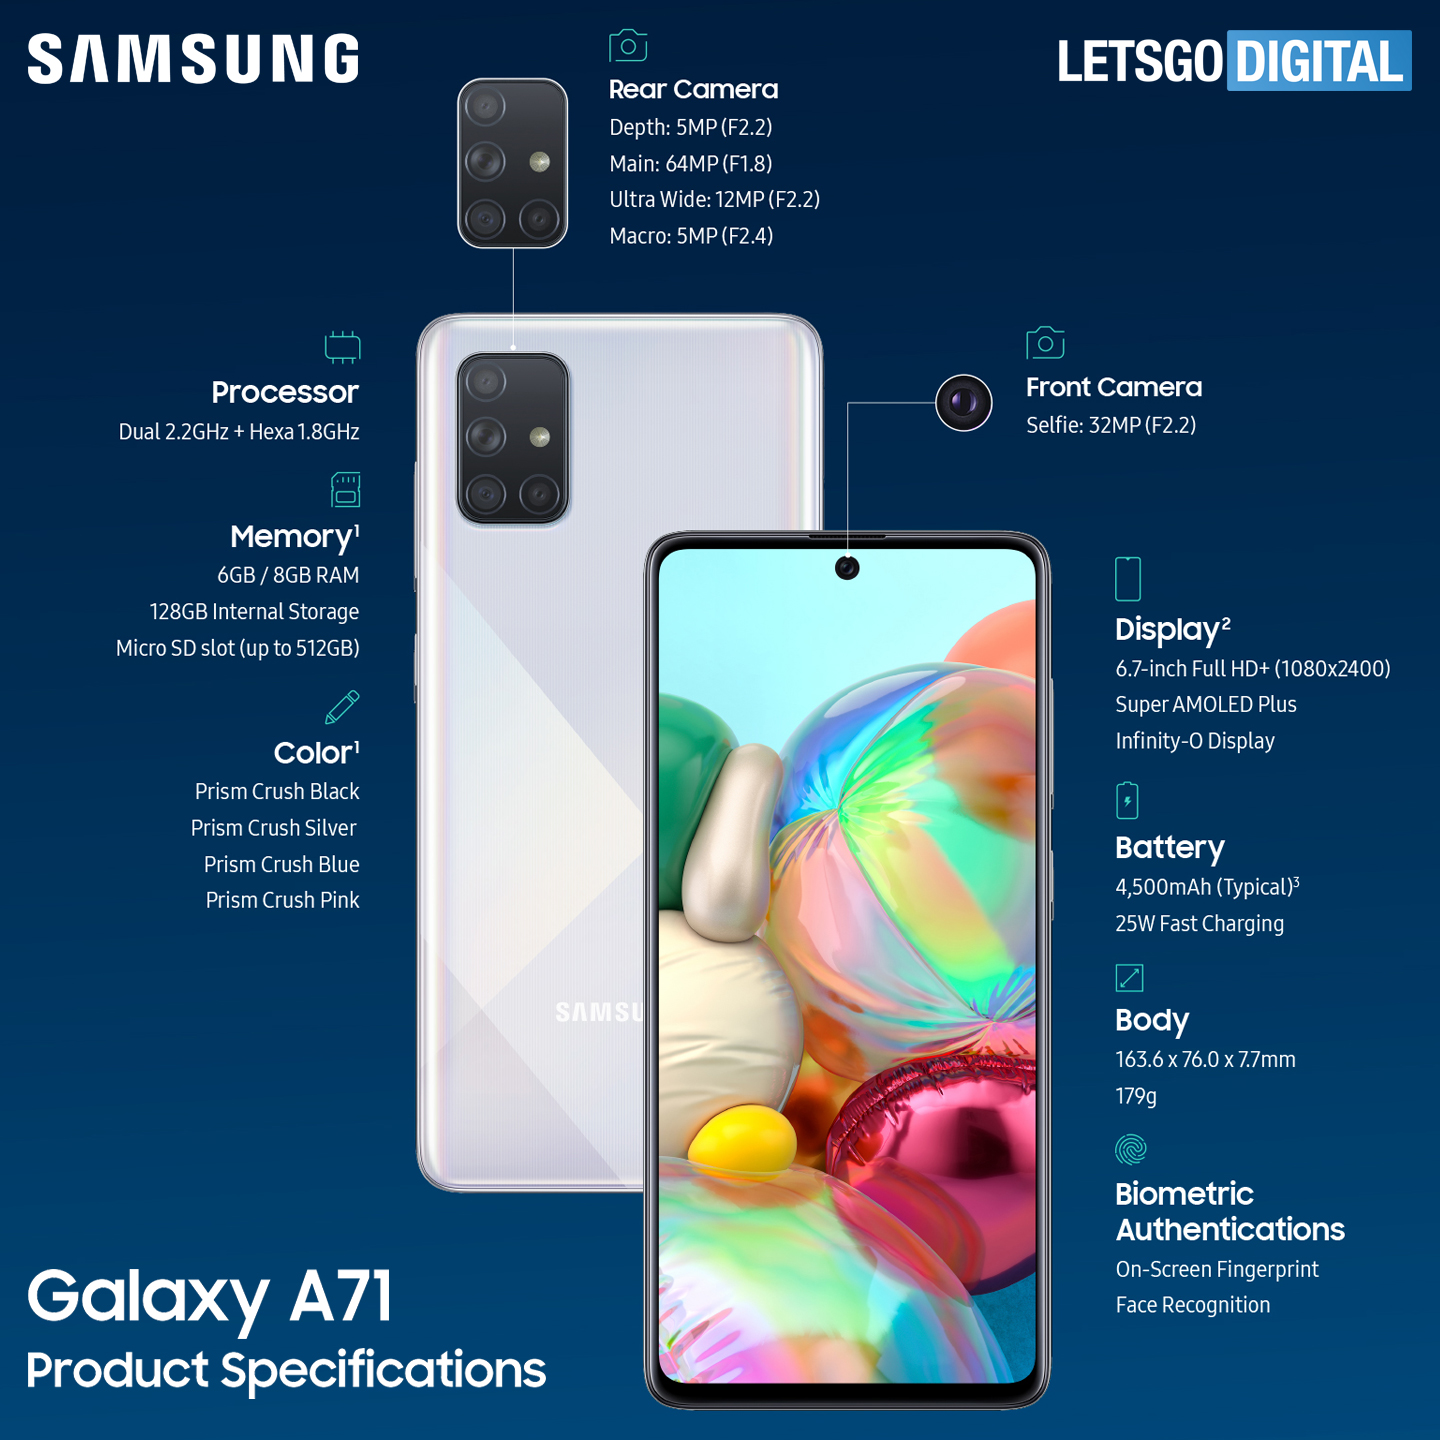 SAMSUNG
LETSGO DIGITAL
Rear Camera
Depth: 5MP (F2.2)
Main: 64MP (F1.8)
Ultra Wide: 12MP (F2.2)
Macro: 5MP (F2.4)
Processor
Dual 2.2GHz + Hexa 1.8GHz
Memory¹
6GB / 8GB RAM
128GB Internal Storage
Micro SD slot (up to 512GB)
Color¹
Prism Crush Black
Prism Crush Silver
Prism Crush Blue
Prism Crush Pink
SAMSU
Front Camera
Selfie: 32MP (F2.2)
Display²
6.7-inch Full HD+ (1080x2400)
Super AMOLED Plus
Infinity-O Display
Battery
4,500mAh (Typical)³
25W Fast Charging
Body
163.6 x 76.0 x 7.7mm
179g
Biometric
Authentications
On-Screen Fingerprint
Face Recognition
Galaxy A71
Product Specifications